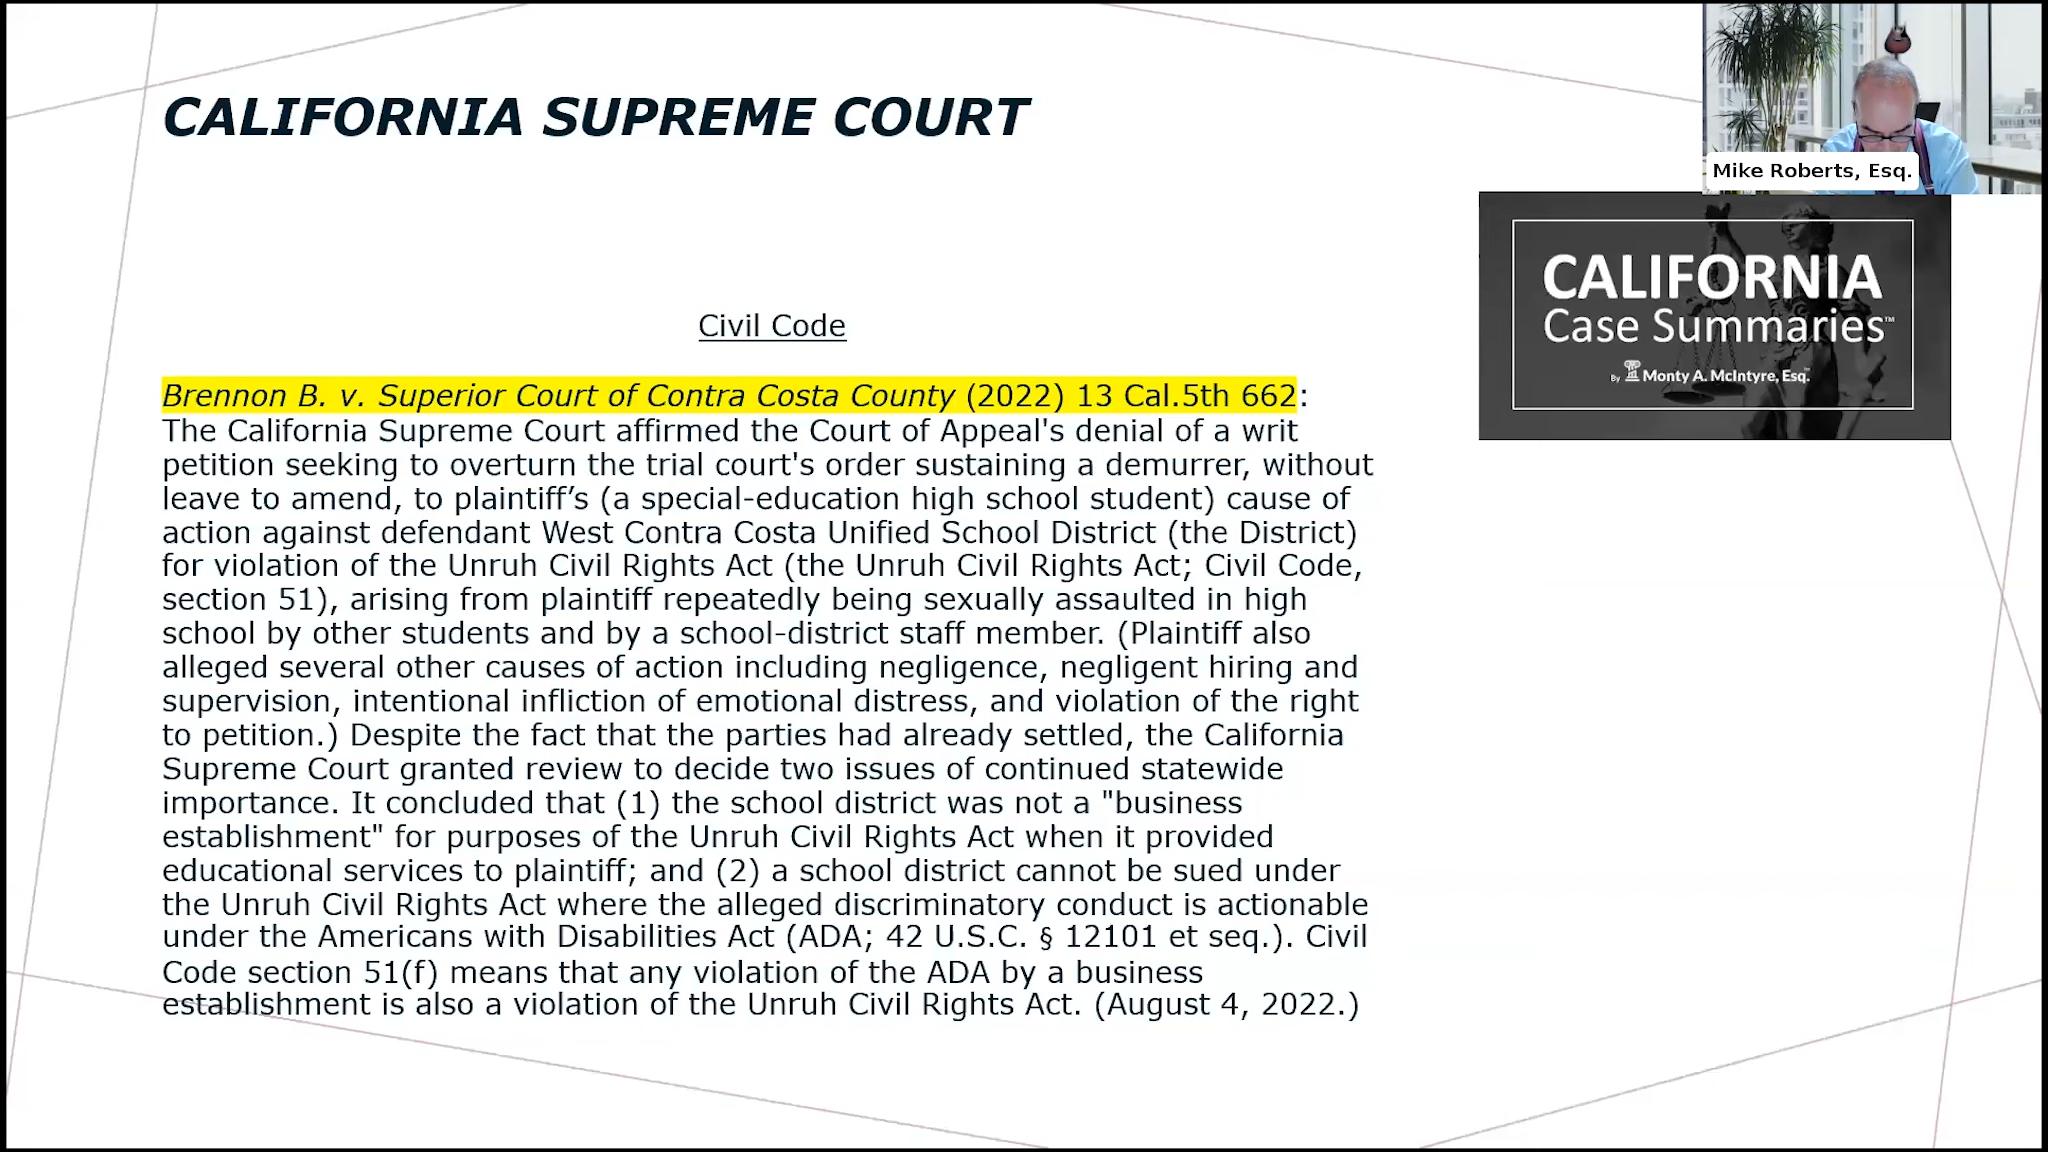 CALIFORNIA SUPREME COURT
Mike Roberts, Esq.
CALIFORNIA
Case Summaries™
By Monty A. McIntyre, Esq.
Civil Code
Brennon B. v. Superior Court of Contra Costa County (2022) 13 Cal.5th 662:
The California Supreme Court affirmed the Court of Appeal's denial of a writ
petition seeking to overturn the trial court's order sustaining a demurrer, without
leave to amend, to plaintiff’s (a special-education high school student) cause of
action against defendant West Contra Costa Unified School District (the District)
for violation of the Unruh Civil Rights Act (the Unruh Civil Rights Act; Civil Code,
section 51), arising from plaintiff repeatedly being sexually assaulted in high
school by other students and by a school-district staff member. (Plaintiff also
alleged several other causes of action including negligence, negligent hiring and
supervision, intentional infliction of emotional distress, and violation of the right
to petition.) Despite the fact that the parties had already settled, the California
Supreme Court granted review to decide two issues of continued statewide
importance. It concluded that (1) the school district was not a "business
establishment" for purposes of the Unruh Civil Rights Act when it provided
educational services to plaintiff; and (2) a school district cannot be sued under
the Unruh Civil Rights Act where the alleged discriminatory conduct is actionable
under the Americans with Disabilities Act (ADA; 42 U.S.C. § 12101 et seq.). Civil
Code section 51(f) means that any violation of the ADA by a business
establishment is also a violation of the Unruh Civil Rights Act. (August 4, 2022.)